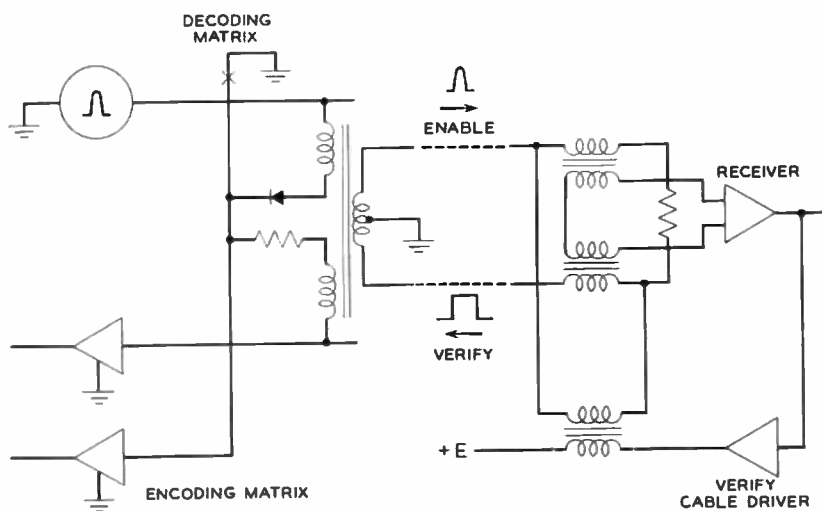 DECODING
MATRIX
ENABLE
RECEIVER
VERIFY
+E
ENCODING MATRIX
VERIFY
CABLE DRIVER